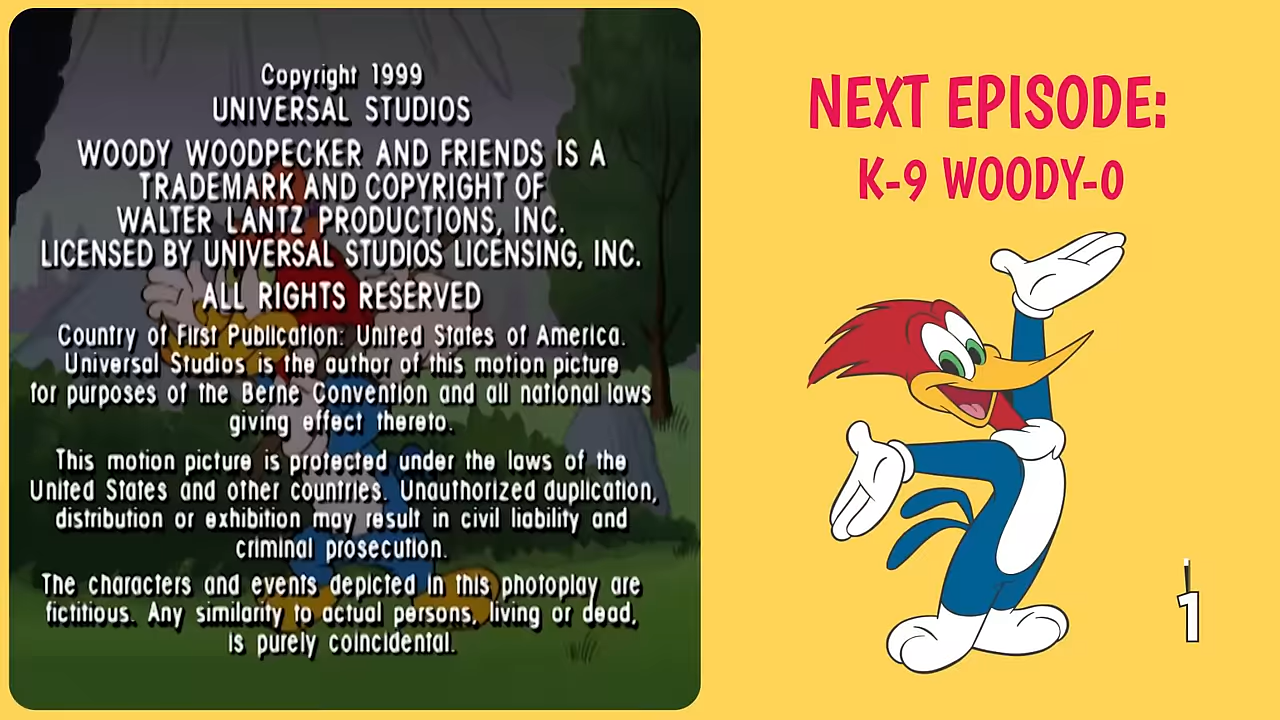 Copyright 1999
UNIVERSAL STUDIOS
WOODY WOODPECKER AND FRIENDS IS A
TRADEMARK AND COPYRIGHT OF
WALTER LANTZ PRODUCTIONS, INC.
LICENSED BY UNIVERSAL STUDIOS LICENSING, INC.
ALL RIGHTS RESERVED
Country of First Publication: United States of America.
Universal Studios is the author of this motion picture
for purposes of the Berne Convention and all national laws
giving effect thereto.
This motion picture is protected under the laws of the
United States and other countries. Unauthorized duplication,
distribution or exhibition may result in civil liability and
criminal prosecution.
The characters and events depicted in this photoplay are
fictitious. Any similarity to actual persons, living or dead,
is purely coincidental.
NEXT EPISODE:
K-9 WOODY-O
1